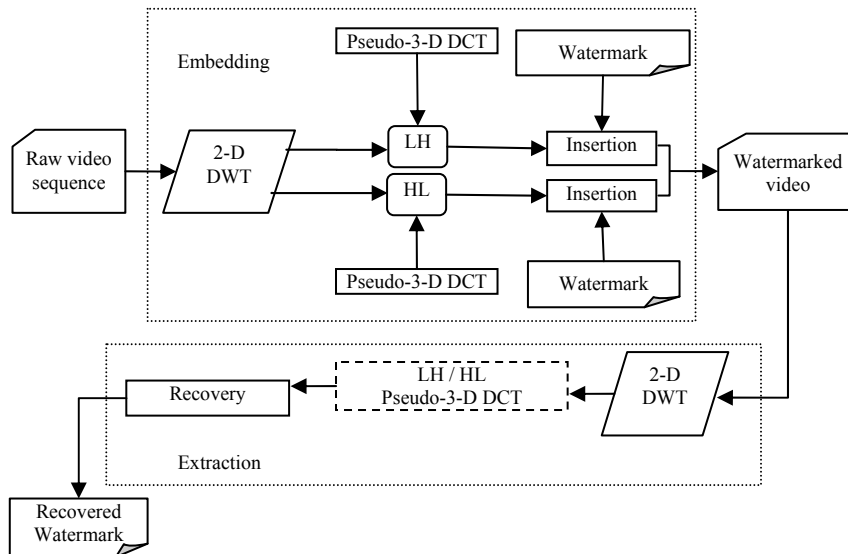 Pseudo-3-D DCT
Watermark
Embedding
Raw video
sequence
2-D
DWT
LH
Insertion
HL
Insertion
Watermarked
video
Pseudo-3-D DCT
Watermark
Recovery
LH / HL
Pseudo-3-D DCT
2-D
DWT
Extraction
Recovered
Watermark